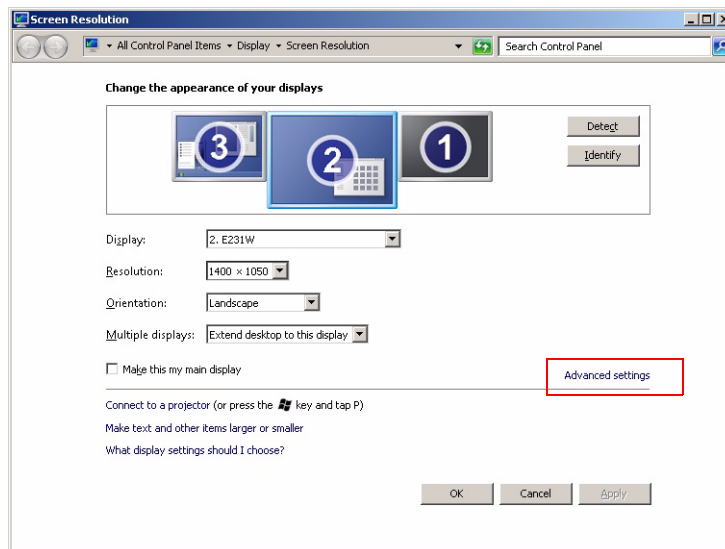 Screen Resolution
All Control Panel Items Display Screen Resolution Search Control Panel
Change the appearance of your displays
3 2 1
Detect
Identify
Display: 2. E231W
Resolution: 1400 × 1050
Orientation: Landscape
Multiple displays: Extend desktop to this display
Make this my main display
Advanced settings
Connect to a projector (or press the key and tap P)
Make text and other items larger or smaller
What display settings should I choose?
OK Cancel Apply